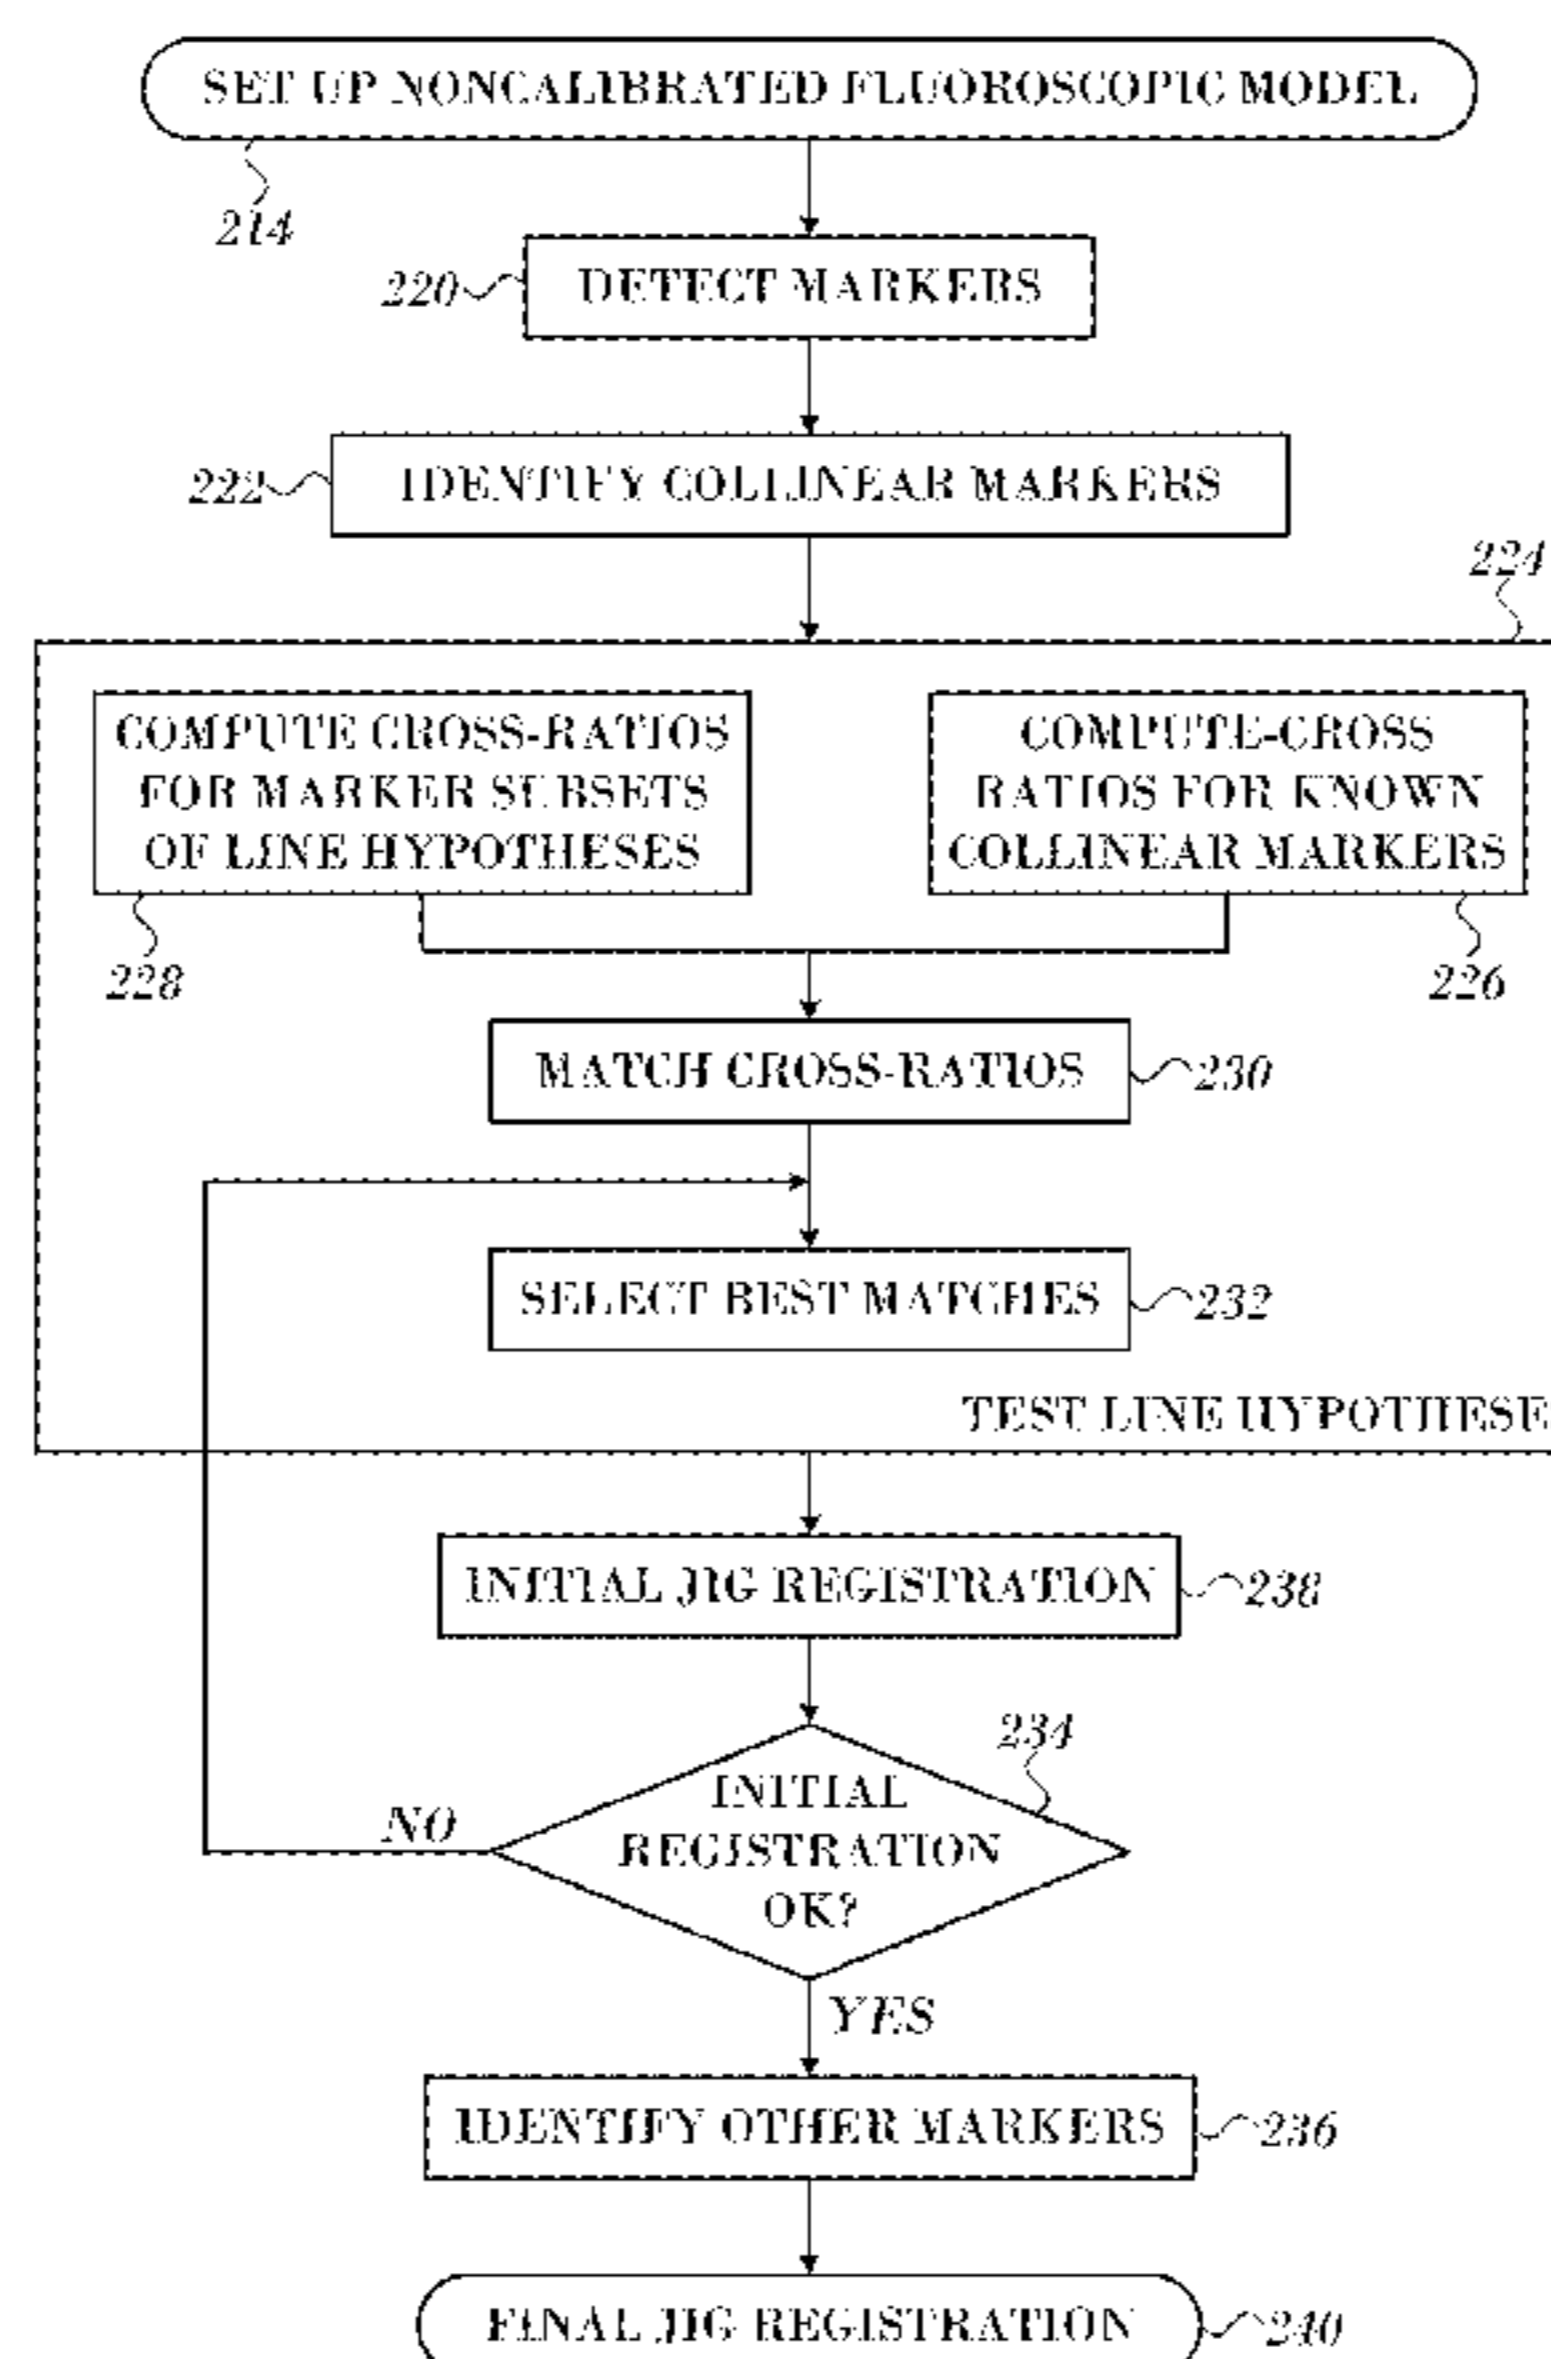 SET UP NONCALIBRATED FLUOROSCOPIC MODEL
214
DETECT MARKERS
220
IDENTIFY COLLINEAR MARKERS
222
224
COMPUTE CROSS-RATIOS
FOR MARKER SUBSETS
OF LINE HYPOTHESES
228
COMPUTE-CROSS
RATIOS FOR KNOWN
COLLINEAR MARKERS
226
MATCH CROSS-RATIOS
230
SELECT BEST MATCHES
232
TEST LINE HYPOTHESE
INITIAL JIG REGISTRATION
238
234
INITIAL
REGISTRATION
OK?
NO
YES
IDENTIFY OTHER MARKERS
236
FINAL JIG REGISTRATION
240